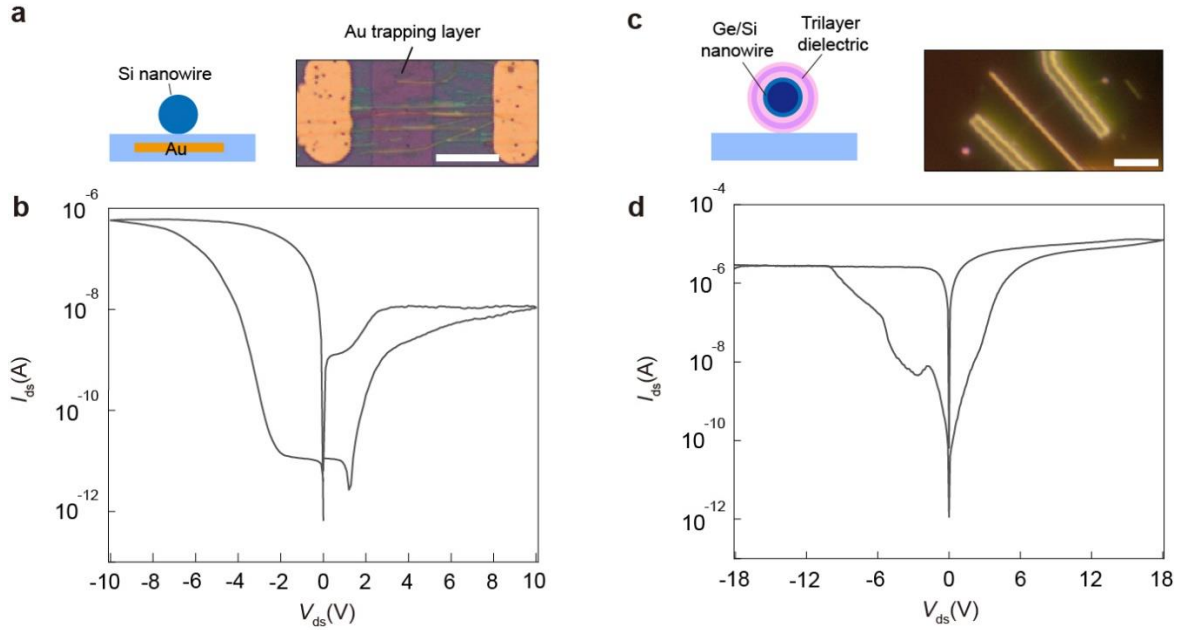 a
Au trapping layer
Si nanowire
Au
c
Ge/Si
nanowire
Trilayer
dielectric
b
10-6
10-8
10-10
10-12
Ids(A)
-10 -8 -6 -4 -2 0 2 4 6 8 10
Vds(V)
d
10-4
10-6
10-8
10-10
10-12
Ids(A)
-18 -12 -6 0 6 12 18
Vds(V)